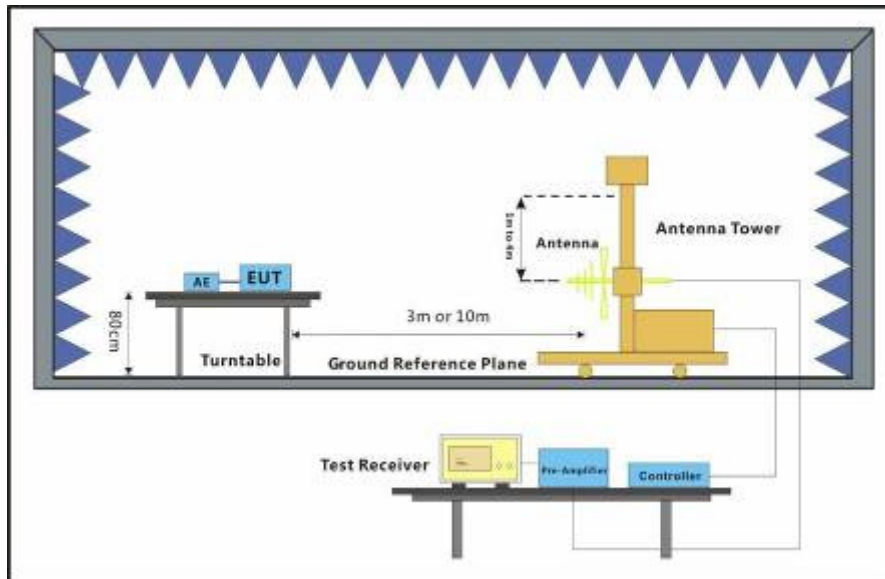 1m to 4m
Antenna Tower
Antenna
AE
EUT
80cm
3m or 10m
Turntable
Ground Reference Plane
Test Receiver
Pre-Amplifier
Controller